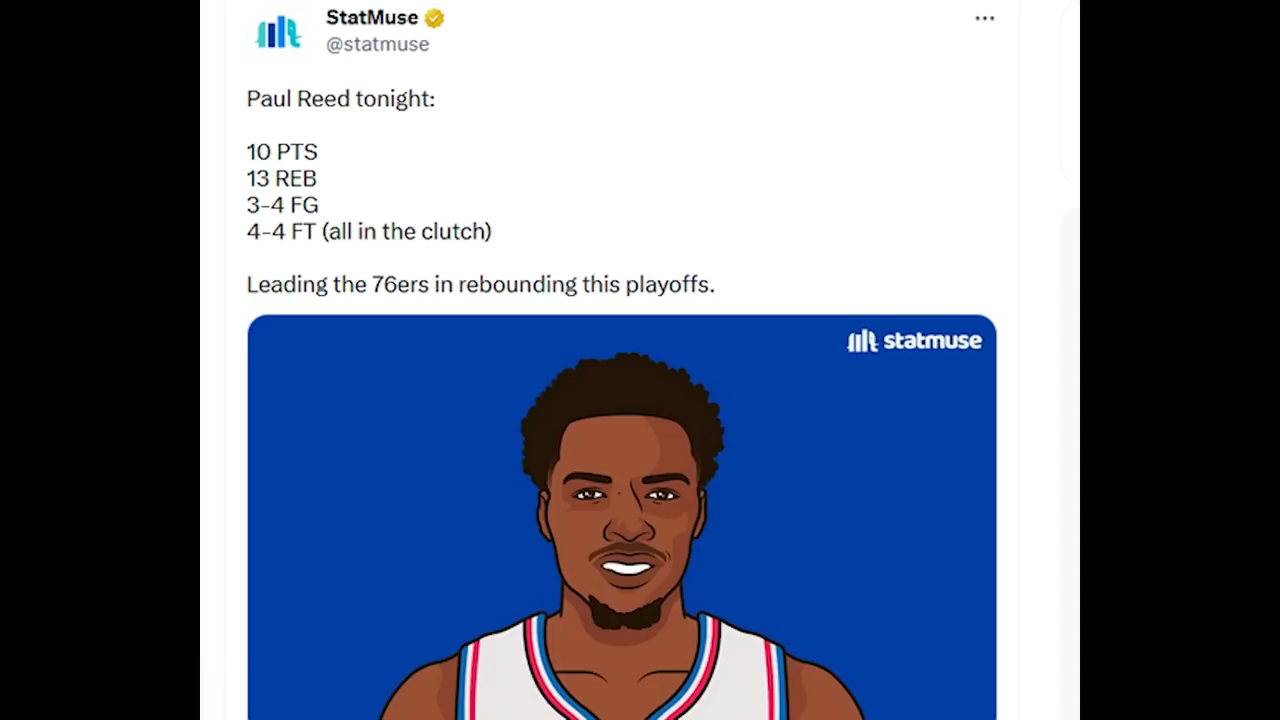 StatMuse
@statmuse
Paul Reed tonight:
10 PTS
13 REB
3-4 FG
4-4 FT (all in the clutch)
Leading the 76ers in rebounding this playoffs.
statmuse